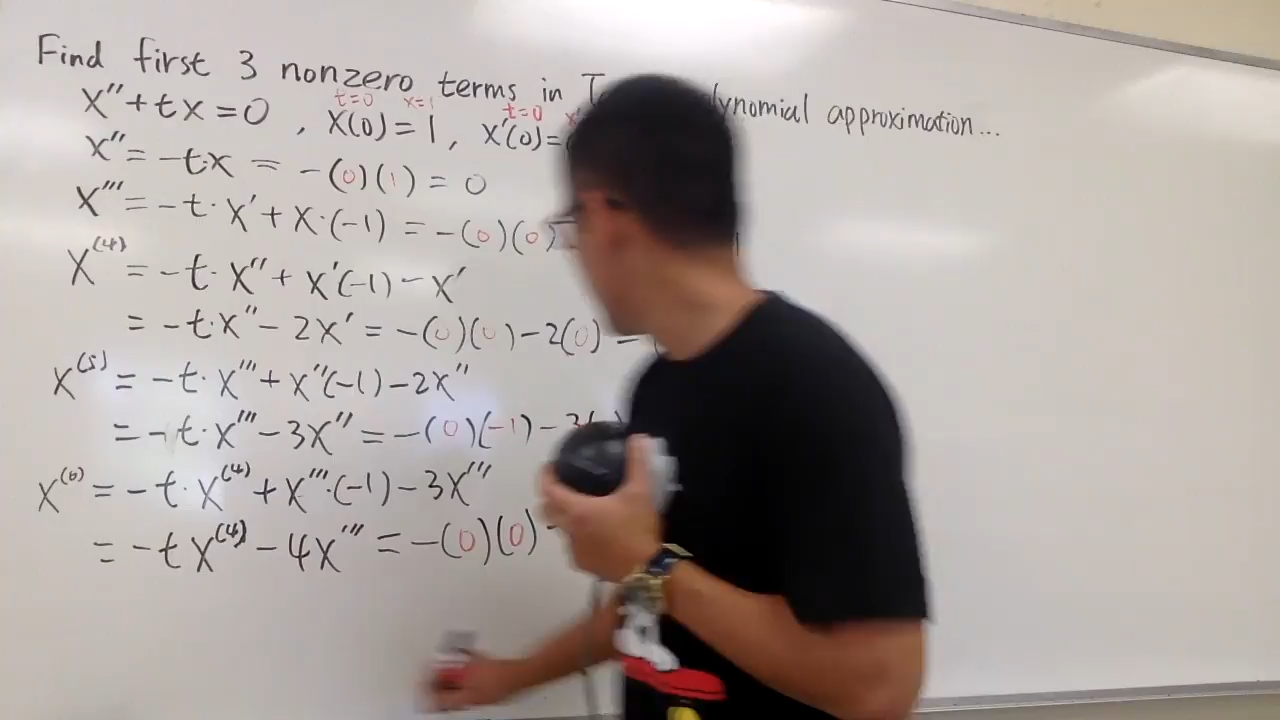 Find first 3 nonzero terms in T ynomial approximation...
t=0 x=1 t=0
x''+tx=0 , x(0)=1, x'(0)=
x''=-t·x = -(0)(1) = 0
x'''=-t·x'+x·(-1) = -(0)(0)
x⁽⁴⁾=-t·x''+x'(-1)-x'
=-t·x''-2x'=-(0)(0)-2(0)
x⁽⁵⁾=-t·x'''+x''(-1)-2x''
=-t·x'''-3x''=-(0)(-1)-3(
x⁽⁶⁾=-t·x⁽⁴⁾+x'''·(-1)-3x'''
=-tx⁽⁴⁾-4x'''=-(0)(0)